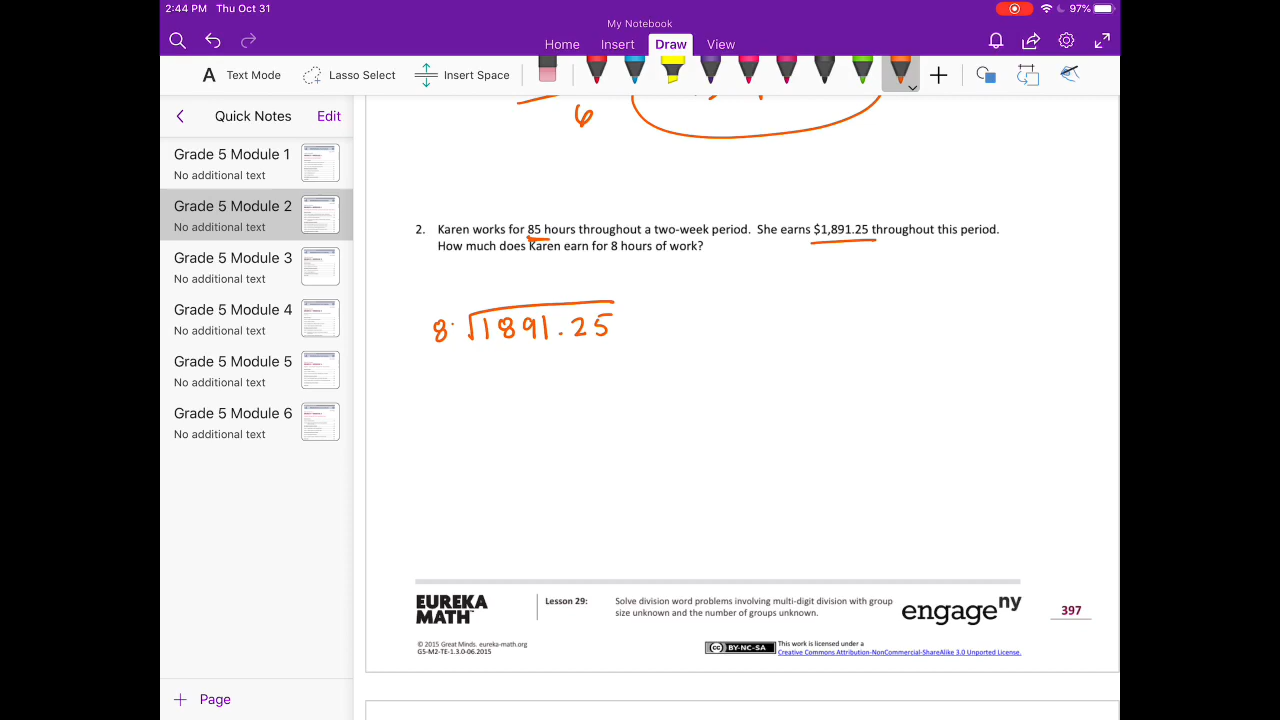 2:44 PM Thu Oct 31
97%
My Notebook
Home Insert Draw View
Text Mode Lasso Select Insert Space
Quick Notes Edit
Grade 5 Module 1
No additional text
Grade 5 Module 2
No additional text
Grade 5 Module 3
No additional text
Grade 5 Module 4
No additional text
Grade 5 Module 5
No additional text
Grade 5 Module 6
No additional text
Page
6
2. Karen works for 85 hours throughout a two-week period. She earns $1,891.25 throughout this period.
How much does Karen earn for 8 hours of work?
8 √1891.25
EUREKA
MATH™
Lesson 29:
Solve division word problems involving multi-digit division with group
size unknown and the number of groups unknown.
engage ny
397
© 2015 Great Minds. eureka-math.org
G5-M2-TE-1.3.0-06.2015
CC BY-NC-SA
This work is licensed under a
Creative Commons Attribution-NonCommercial-ShareAlike 3.0 Unported License.